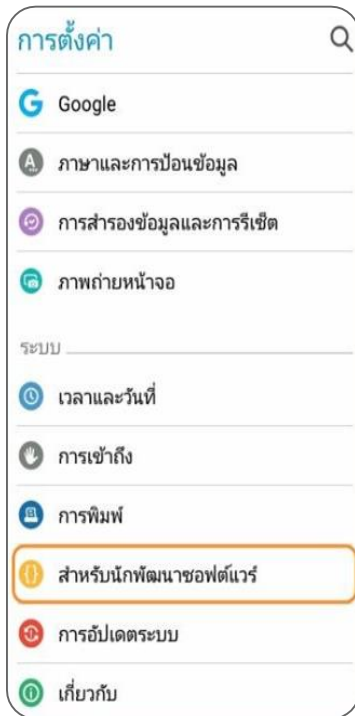 การตั้งค่า
Google
ภาษาและการป้อนข้อมูล
การสำรองข้อมูลและการรีเซ็ต
ภาพถ่ายหน้าจอ
ระบบ
เวลาและวันที่
การเข้าถึง
การพิมพ์
สำหรับนักพัฒนาซอฟต์แวร์
การอัปเดตระบบ
เกี่ยวกับ